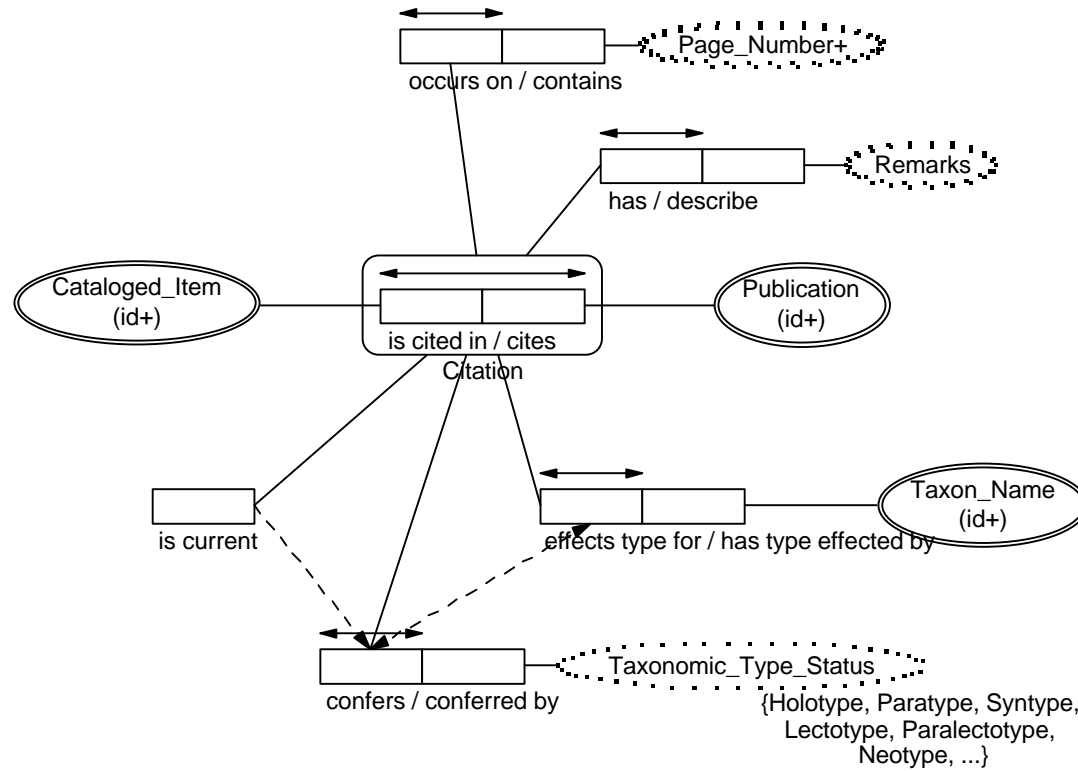 Page_Number+
occurs on / contains
Remarks
has / describe
Cataloged_Item
(id+)
Publication
(id+)
is cited in / cites
Citation
Taxon_Name
(id+)
is current
effects type for / has type effected by
Taxonomic_Type_Status
confers / conferred by
{Holotype, Paratype, Syntype,
Lectotype, Paralectotype,
Neotype, ...}